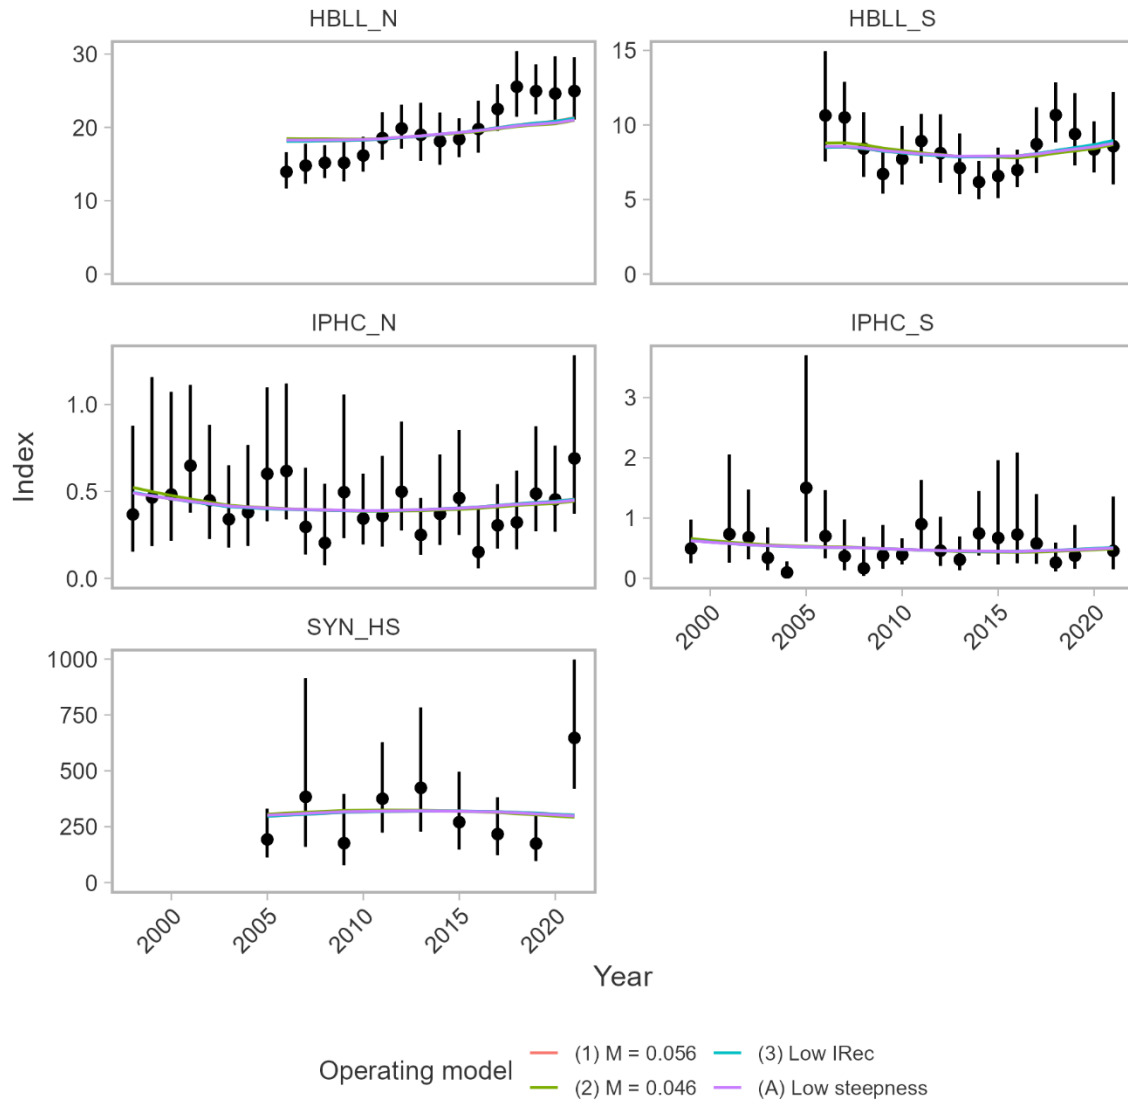 HBLL_N HBLL_S
30
20
10
0
15
10
5
0
IPHC_N IPHC_S
1.0
0.5
0.0
3
2
1
0
SYN_HS
2000 2005 2010 2015 2020
1000
750
500
250
0
2000 2005 2010 2015 2020
Index
Year
Operating model
(1) M = 0.056 (3) Low IRec
(2) M = 0.046 (A) Low steepness